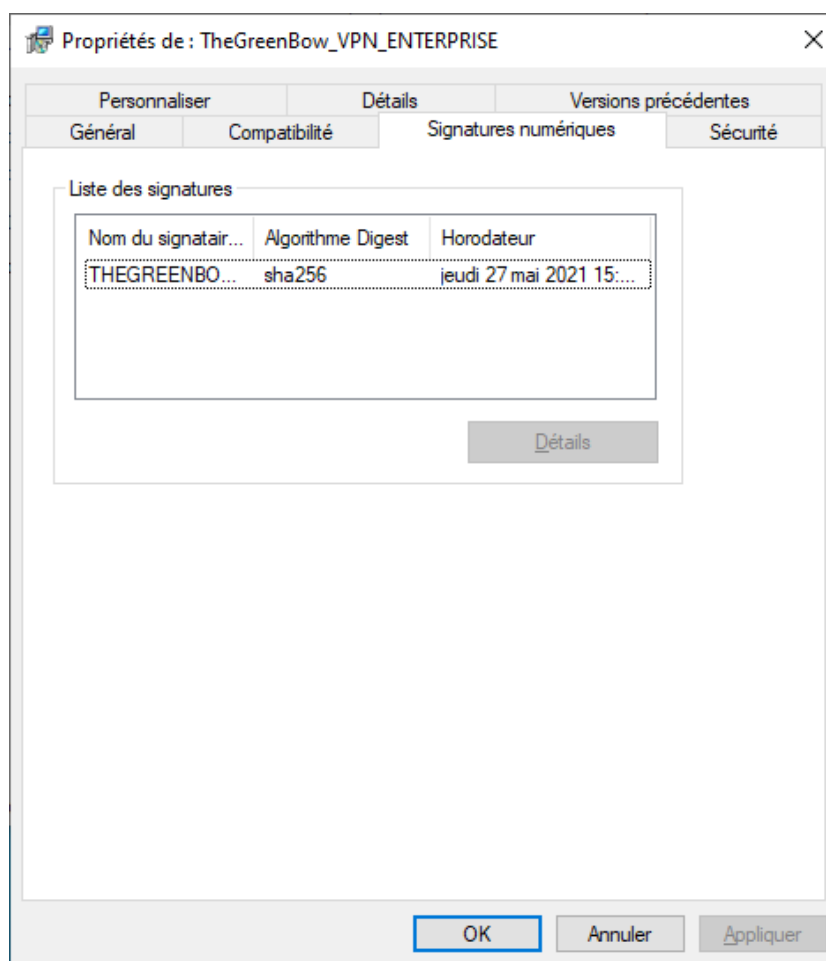 Propriétés de : TheGreenBow_VPN_ENTERPRISE
Personnaliser Détails Versions précédentes
Général Compatibilité Signatures numériques Sécurité
Liste des signatures
Nom du signatair... Algorithme Digest Horodateur
THEGREENBO... sha256 jeudi 27 mai 2021 15:...
Détails
OK Annuler Appliquer